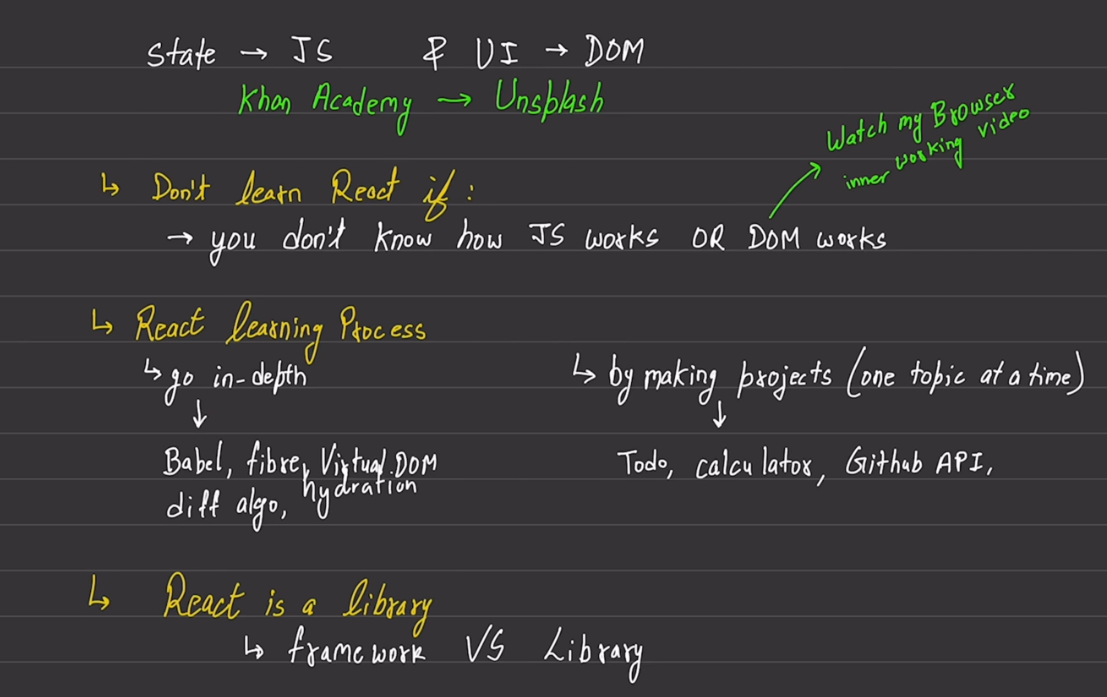 State → JS & UI → DOM
Khan Academy → Unsplash
Watch my Browser
inner working video
↳ Don't learn React if :
→ you don't know how JS works OR DOM works
↳ React learning Process
↳ go in-depth
↳ by making projects (one topic at a time)
↓
↓
Babel, fibre, Virtual DOM
diff algo, hydration
Todo, calculator, Github API,
↳ React is a library
↳ framework VS Library